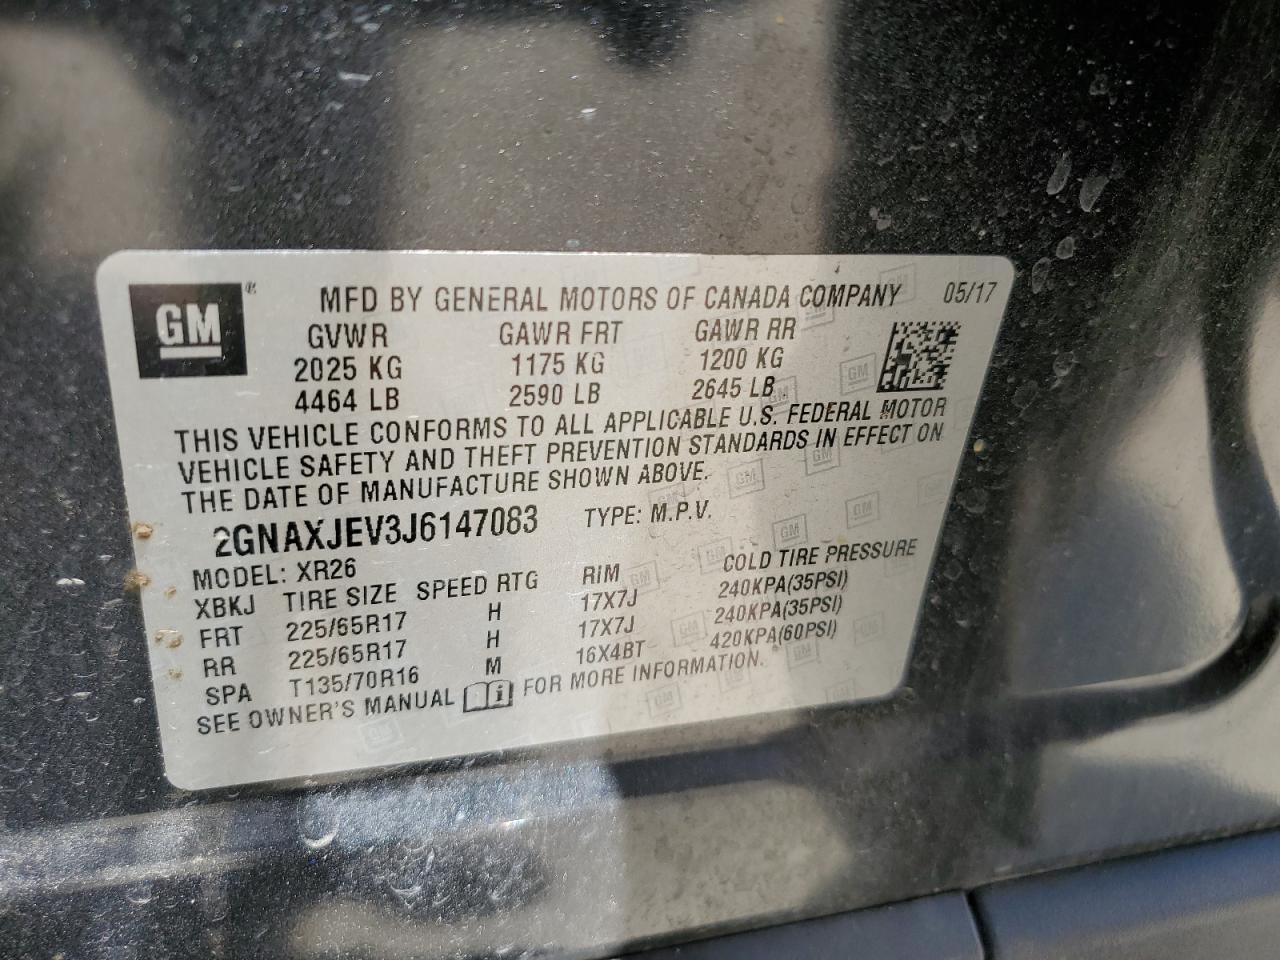 GM ® MFD BY GENERAL MOTORS OF CANADA COMPANY 05/17
GVWR GAWR FRT GAWR RR
2025 KG 1175 KG 1200 KG
4464 LB 2590 LB 2645 LB
THIS VEHICLE CONFORMS TO ALL APPLICABLE U.S. FEDERAL MOTOR
VEHICLE SAFETY AND THEFT PREVENTION STANDARDS IN EFFECT ON
THE DATE OF MANUFACTURE SHOWN ABOVE.
2GNAXJEV3J6147083 TYPE: M.P.V.
MODEL: XR26
XBKJ TIRE SIZE SPEED RTG RIM COLD TIRE PRESSURE
FRT 225/65R17 H 17X7J 240KPA(35PSI)
RR 225/65R17 H 17X7J 240KPA(35PSI)
SPA T135/70R16 M 16X4BT 420KPA(60PSI)
SEE OWNER'S MANUAL i FOR MORE INFORMATION.